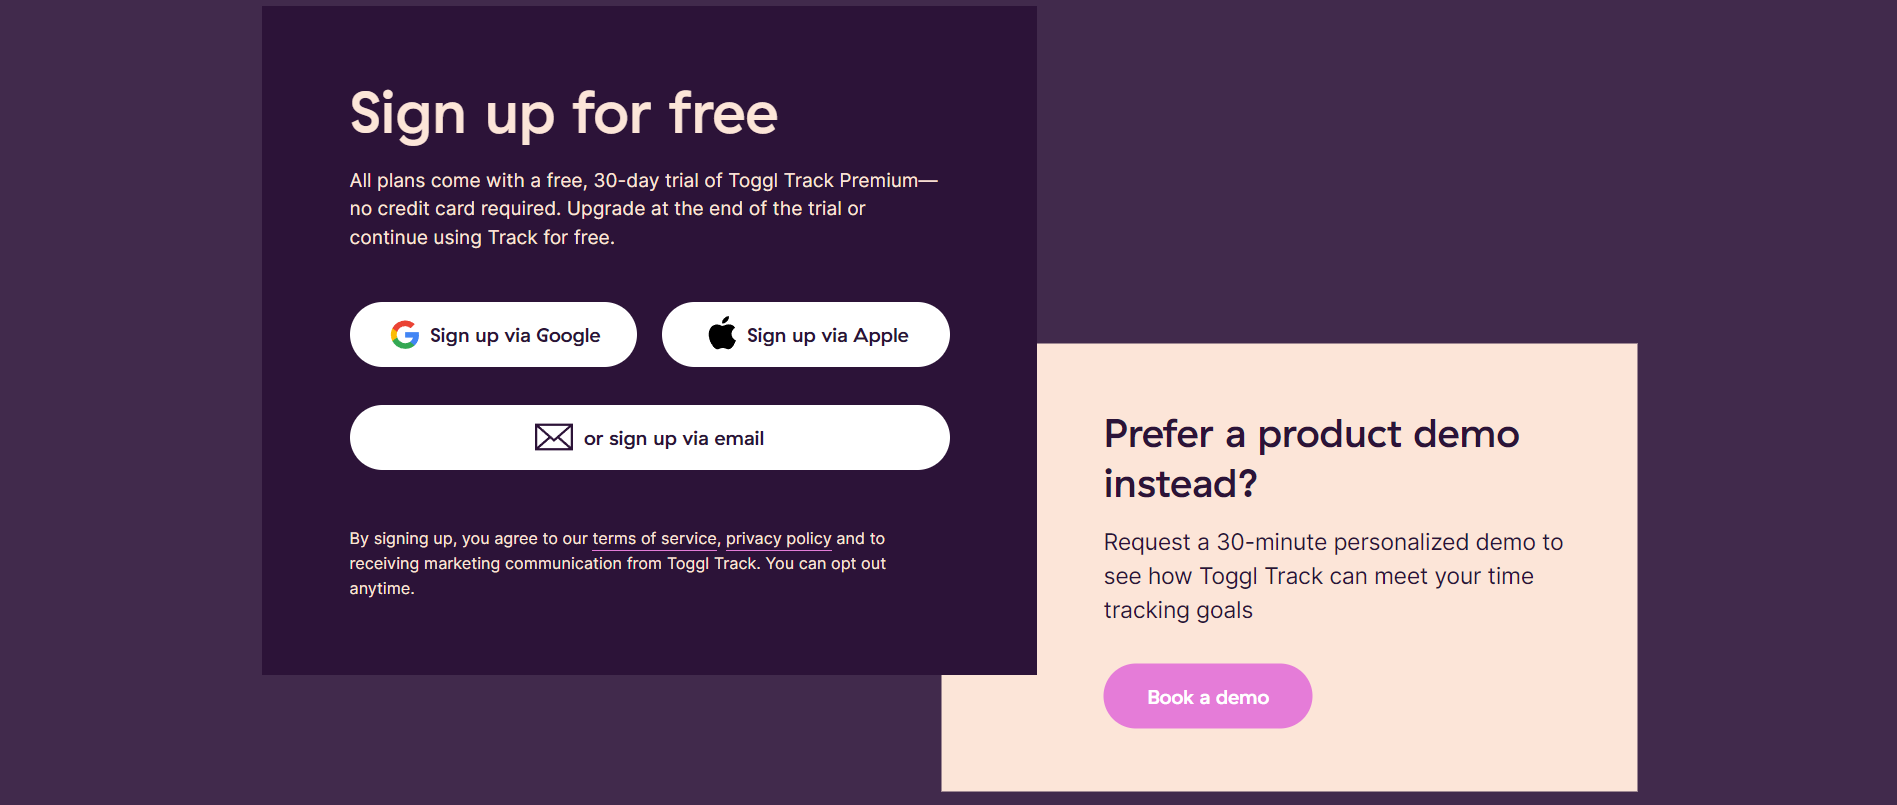 Sign up for free
All plans come with a free, 30-day trial of Toggl Track Premium—
no credit card required. Upgrade at the end of the trial or
continue using Track for free.
Sign up via Google
Sign up via Apple
or sign up via email
By signing up, you agree to our terms of service, privacy policy and to
receiving marketing communication from Toggl Track. You can opt out
anytime.
Prefer a product demo
instead?
Request a 30-minute personalized demo to
see how Toggl Track can meet your time
tracking goals
Book a demo